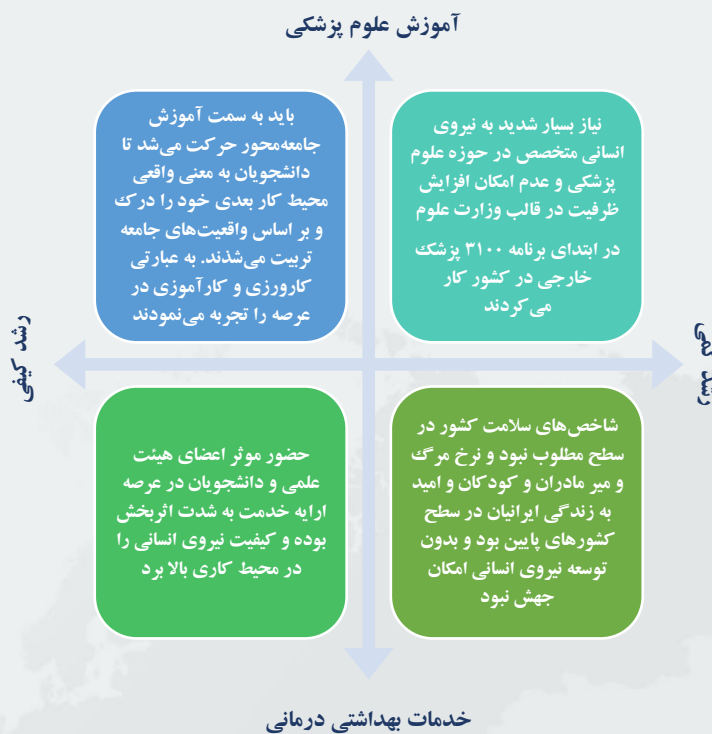 آموزش علوم پزشکی
نیاز بسیار شدید به نیروی
انسانی متخصص در حوزه علوم
پزشکی و عدم امکان افزایش
ظرفیت در قالب وزارت علوم
در ابتدای برنامه ۳۱۰۰ پزشک
خارجی در کشور کار
می‌کردند
باید به سمت آموزش
جامعه‌محور حرکت می‌شد تا
دانشجویان به معنی واقعی
محیط کار بعدی خود را درک
و بر اساس واقعیت‌های جامعه
تربیت می‌شدند. به عبارتی
کارورزی و کارآموزی در
عرصه را تجربه می‌نمودند
رشد کمی
رشد کیفی
شاخص‌های سلامت کشور در
سطح مطلوب نبود و نرخ مرگ
و میر مادران و کودکان و امید
به زندگی ایرانیان در سطح
کشورهای پایین بود و بدون
توسعه نیروی انسانی امکان
جهش نبود
حضور موثر اعضای هیئت
علمی و دانشجویان در عرصه
ارایه خدمت به شدت اثربخش
بوده و کیفیت نیروی انسانی را
در محیط کاری بالا برد
خدمات بهداشتی درمانی